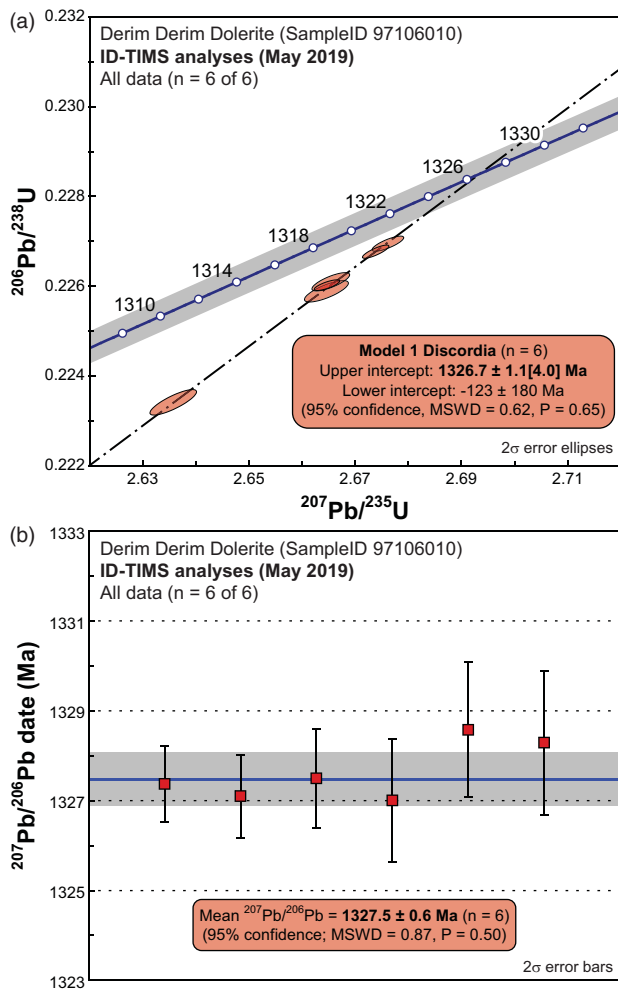 (a)
0.232
Derim Derim Dolerite (SampleID 97106010)
ID-TIMS analyses (May 2019)
All data (n = 6 of 6)
0.230
1330
0.228
1326
1322
206Pb/238U
1318
0.226
1314
1310
Model 1 Discordia (n = 6)
Upper intercept: 1326.7 ± 1.1[4.0] Ma
Lower intercept: -123 ± 180 Ma
(95% confidence, MSWD = 0.62, P = 0.65)
0.224
2σ error ellipses
0.222
2.63 2.65 2.67 2.69 2.71
207Pb/235U
(b)
1333
Derim Derim Dolerite (SampleID 97106010)
ID-TIMS analyses (May 2019)
All data (n = 6 of 6)
1331
1329
207Pb/206Pb date (Ma)
1327
1325
Mean 207Pb/206Pb = 1327.5 ± 0.6 Ma (n = 6)
(95% confidence; MSWD = 0.87, P = 0.50)
2σ error bars
1323